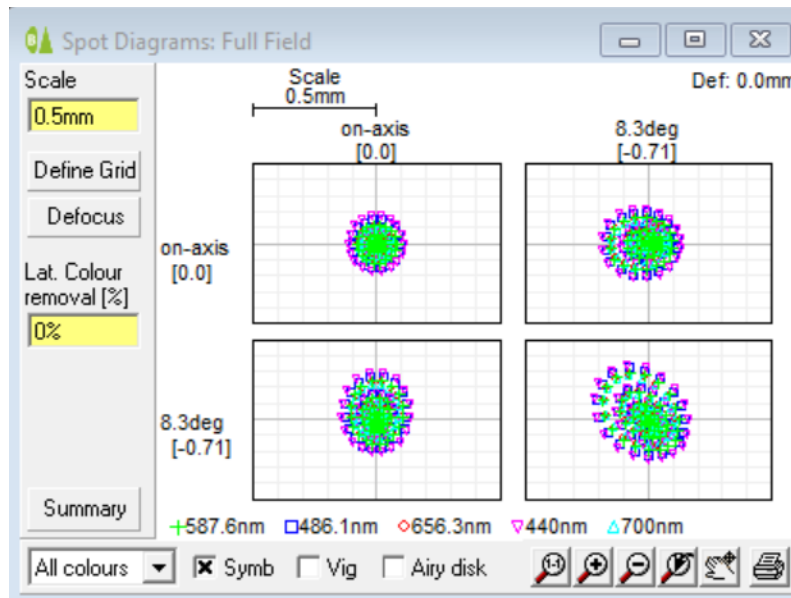 Spot Diagrams: Full Field
Scale
0.5mm
Define Grid
Defocus
Lat. Colour
removal [%]
0%
Summary
Scale
0.5mm
Def: 0.0mm
on-axis
[0.0]
8.3deg
[-0.71]
on-axis
[0.0]
8.3deg
[-0.71]
587.6nm 486.1nm 656.3nm 440nm 700nm
All colours Symb Vig Airy disk
1-1